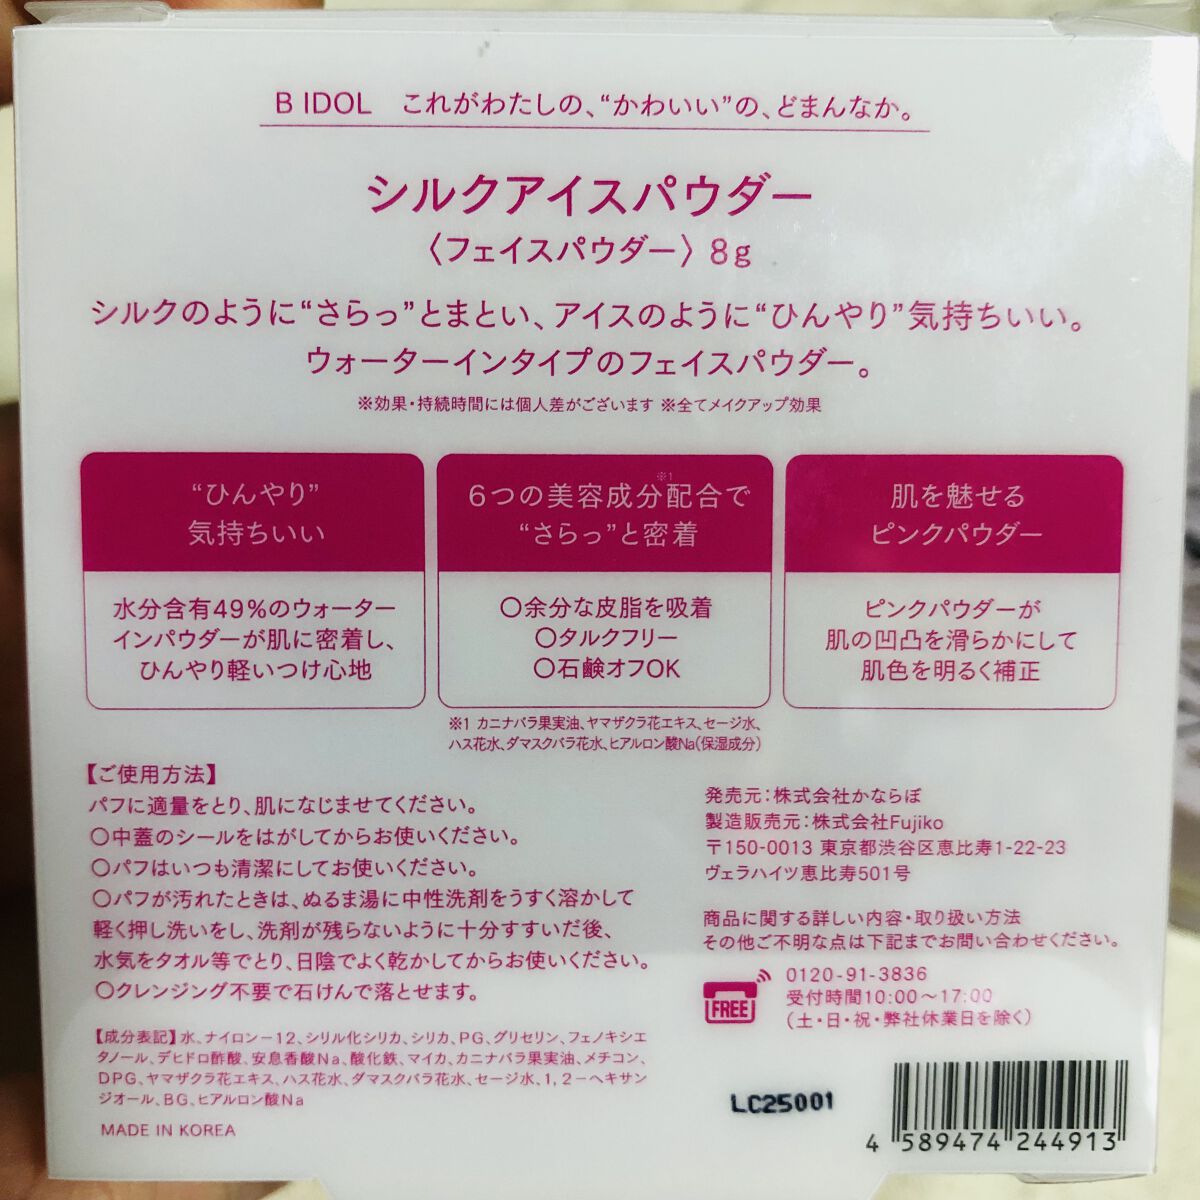 B IDOL これがわたしの、“かわいい”の、どまんなか。
シルクアイスパウダー
〈フェイスパウダー〉8g
シルクのように“さらっ”とまとい、アイスのように“ひんやり”気持ちいい。
ウォーターインタイプのフェイスパウダー。
※効果・持続時間には個人差がございます ※全てメイクアップ効果
“ひんやり”
気持ちいい
水分含有49%のウォーター
インパウダーが肌に密着し、
ひんやり軽いつけ心地
※1
6つの美容成分配合で
“さらっ”と密着
〇余分な皮脂を吸着
〇タルクフリー
〇石鹸オフOK
肌を魅せる
ピンクパウダー
ピンクパウダーが
肌の凹凸を滑らかにして
肌色を明るく補正
※1 カニナバラ果実油、ヤマザクラ花エキス、セージ水、
ハス花水、ダマスクバラ花水、ヒアルロン酸Na(保湿成分)
【ご使用方法】
パフに適量をとり、肌になじませてください。
〇中蓋のシールをはがしてからお使いください。
〇パフはいつも清潔にしてお使いください。
〇パフが汚れたときは、ぬるま湯に中性洗剤をうすく溶かして
軽く押し洗いをし、洗剤が残らないように十分すすいだ後、
水気をタオル等でとり、日陰でよく乾かしてからお使いください。
〇クレンジング不要で石けんで落とせます。
【成分表記】水、ナイロン－12、シリル化シリカ、シリカ、PG、グリセリン、フェノキシエ
タノール、デヒドロ酢酸、安息香酸Na、酸化鉄、マイカ、カニナバラ果実油、メチコン、
DPG、ヤマザクラ花エキス、ハス花水、ダマスクバラ花水、セージ水、1,2－ヘキサン
ジオール、BG、ヒアルロン酸Na
MADE IN KOREA
発売元：株式会社かならぼ
製造販売元：株式会社Fujiko
〒150-0013 東京都渋谷区恵比寿1-22-23
ヴェラハイツ恵比寿501号
商品に関する詳しい内容・取り扱い方法
その他ご不明な点は下記までお問い合わせください。
FREE
0120-91-3836
受付時間10:00～17:00
(土・日・祝・弊社休業日を除く)
LC25001
4 589474 244913